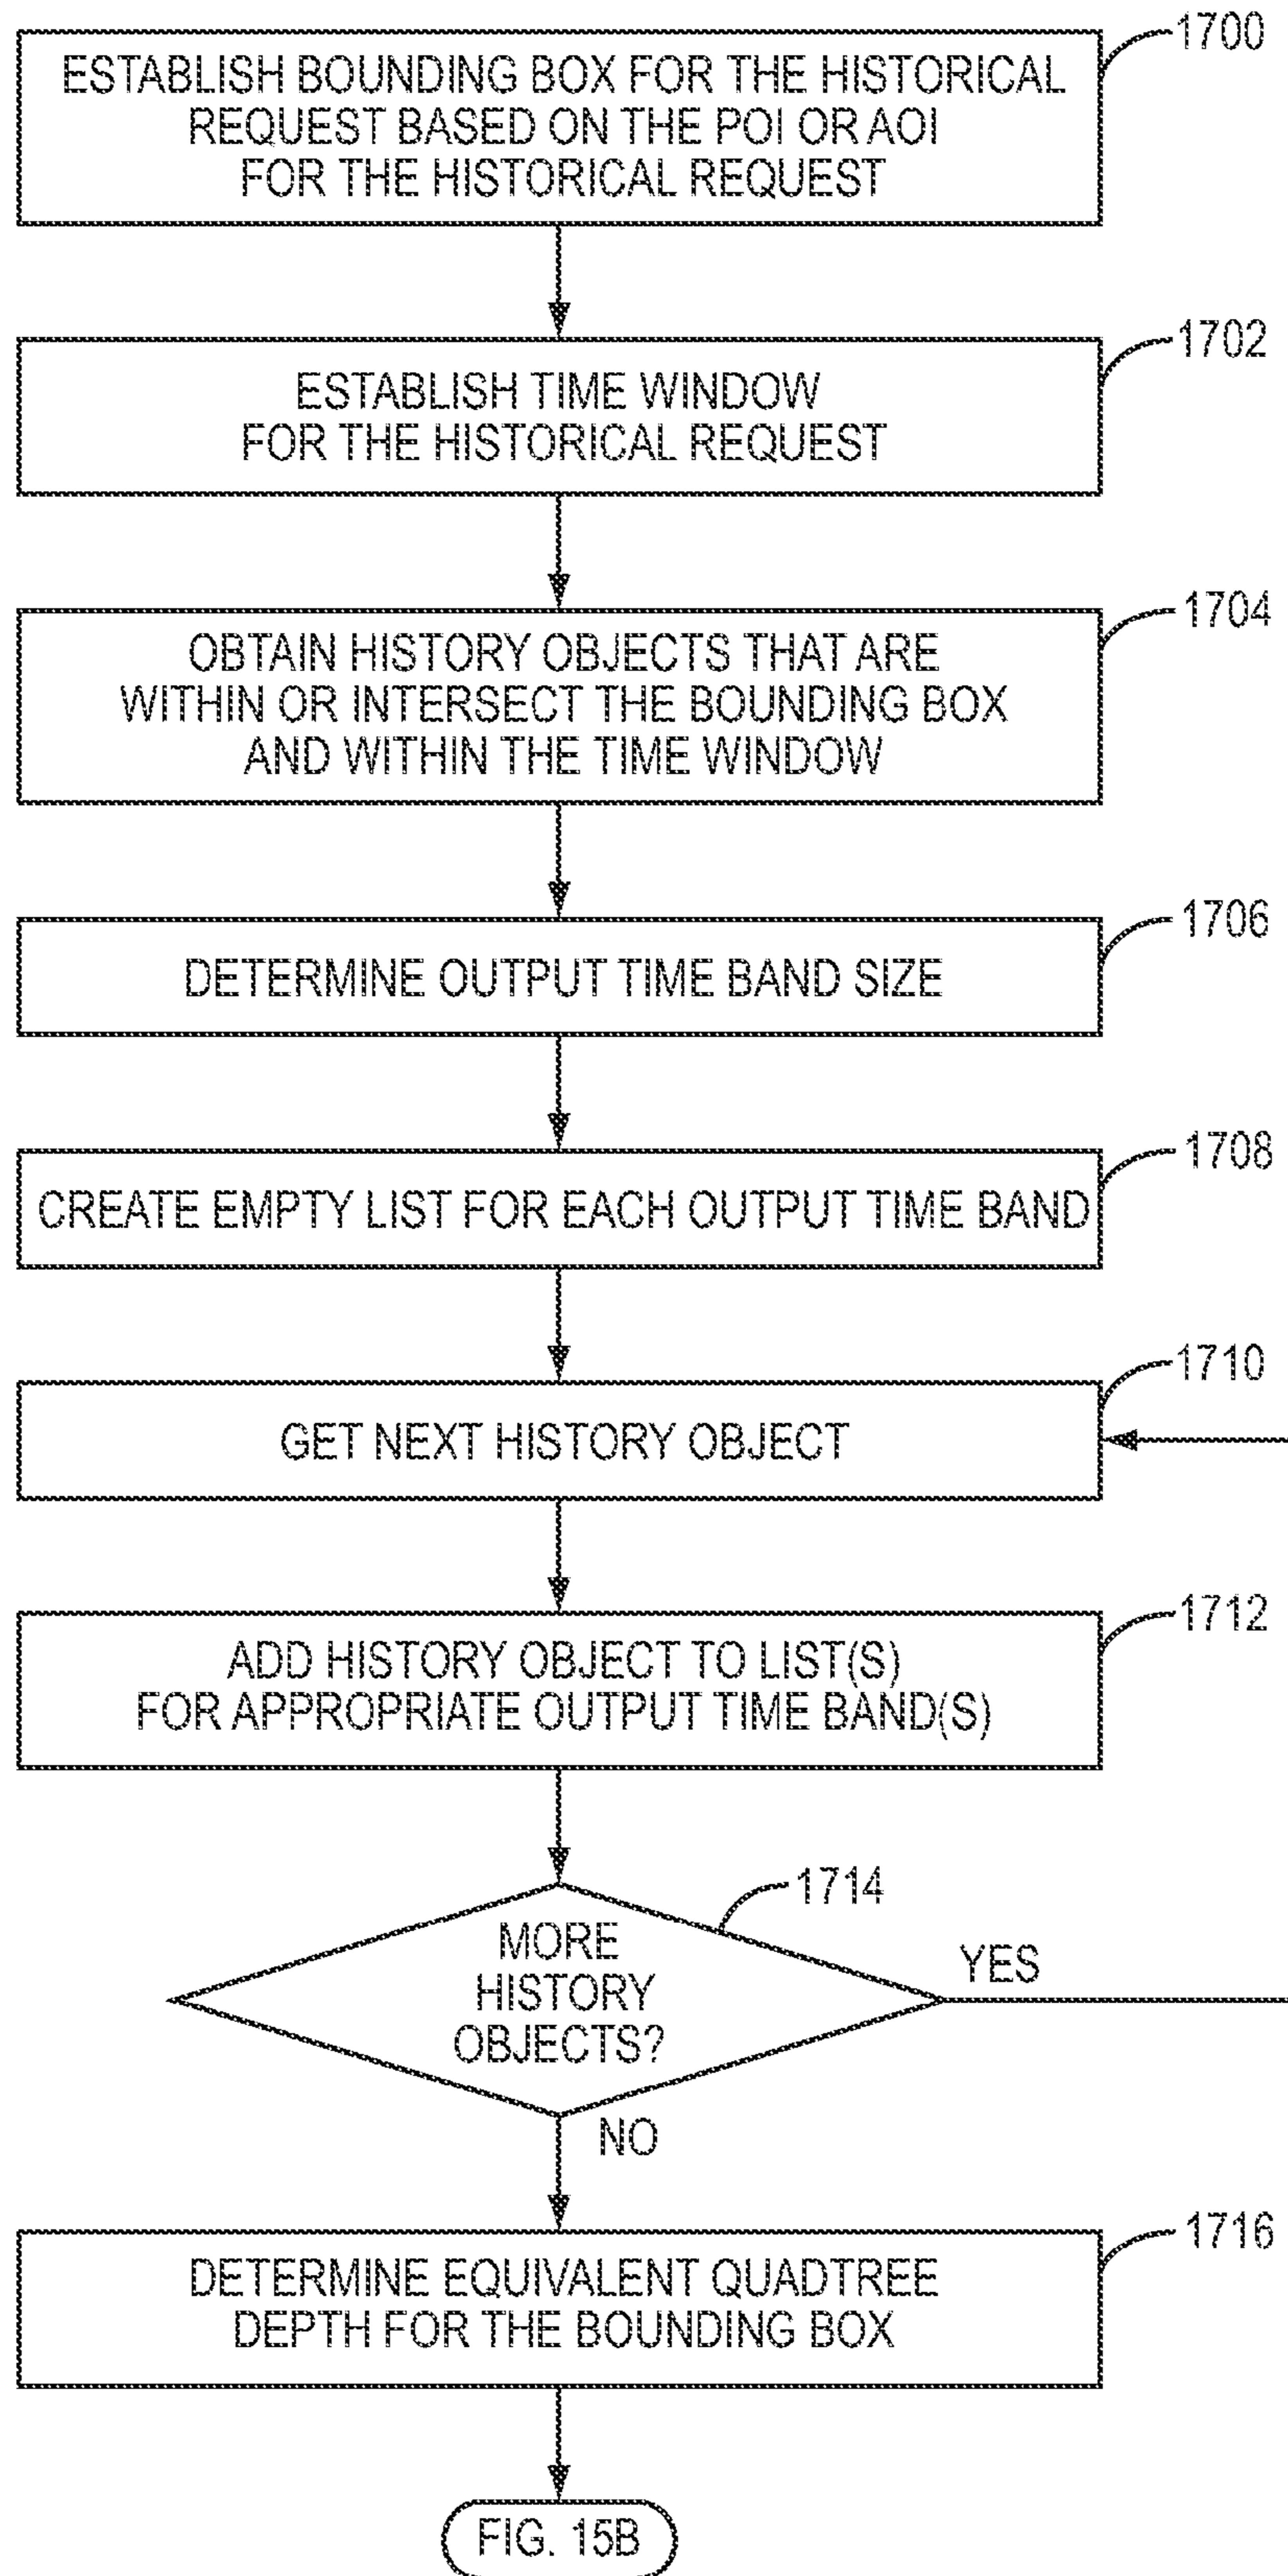 1700
ESTABLISH BOUNDING BOX FOR THE HISTORICAL
REQUEST BASED ON THE POI OR AOI
FOR THE HISTORICAL REQUEST
1702
ESTABLISH TIME WINDOW
FOR THE HISTORICAL REQUEST
1704
OBTAIN HISTORY OBJECTS THAT ARE
WITHIN OR INTERSECT THE BOUNDING BOX
AND WITHIN THE TIME WINDOW
1706
DETERMINE OUTPUT TIME BAND SIZE
1708
CREATE EMPTY LIST FOR EACH OUTPUT TIME BAND
1710
GET NEXT HISTORY OBJECT
1712
ADD HISTORY OBJECT TO LIST(S)
FOR APPROPRIATE OUTPUT TIME BAND(S)
1714
MORE
HISTORY
OBJECTS?
YES
NO
1716
DETERMINE EQUIVALENT QUADTREE
DEPTH FOR THE BOUNDING BOX
FIG. 15B